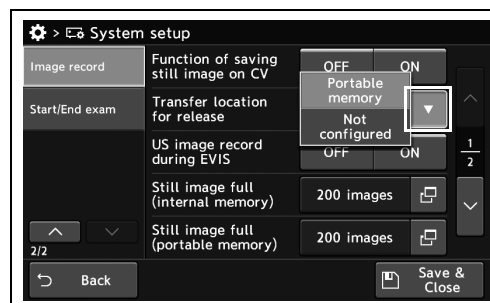 > System setup
Image record
Start/End exam
2/2
Function of saving
still image on CV
OFF ON
Transfer location
for release
Portable
memory
Not
configured
US image record
during EVIS
OFF ON
Still image full
(internal memory)
200 images
Still image full
(portable memory)
200 images
1
2
Back
Save &
Close